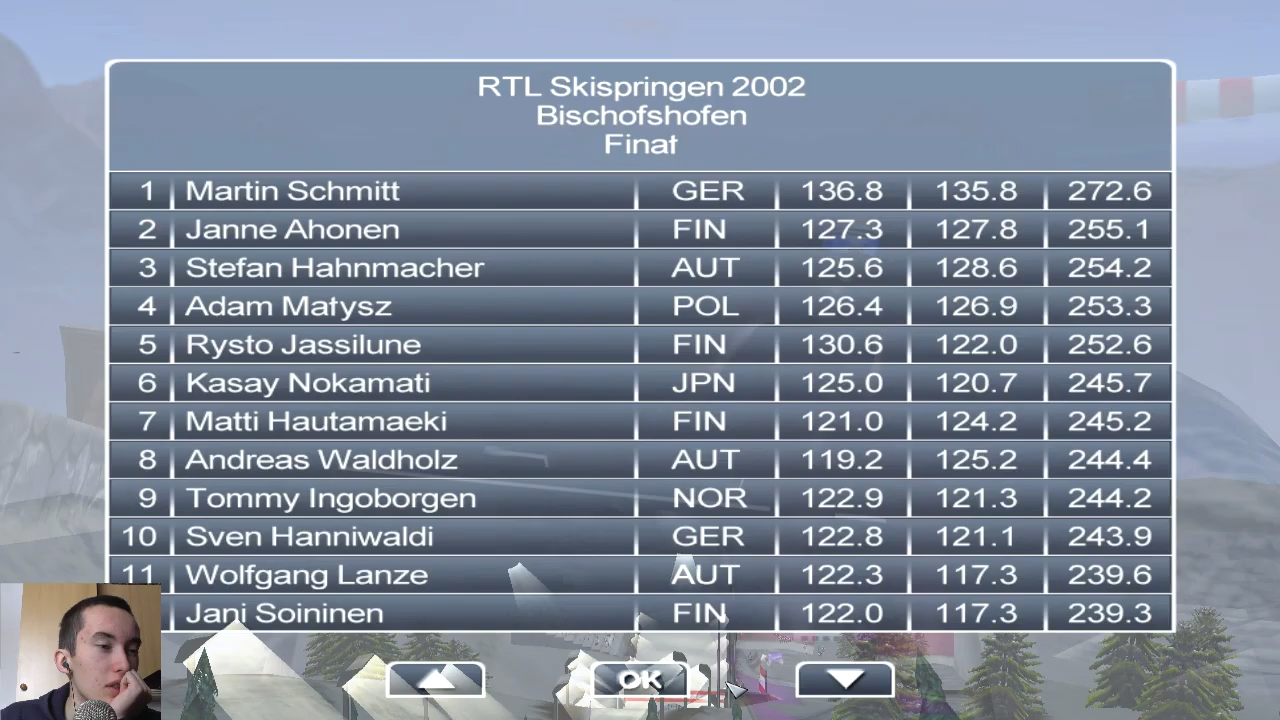 RTL Skispringen 2002
Bischofshofen
Finał
1 Martin Schmitt GER 136.8 135.8 272.6
2 Janne Ahonen FIN 127.3 127.8 255.1
3 Stefan Hahnmacher AUT 125.6 128.6 254.2
4 Adam Małysz POL 126.4 126.9 253.3
5 Rysto Jassilune FIN 130.6 122.0 252.6
6 Kasay Nokamati JPN 125.0 120.7 245.7
7 Matti Hautamaeki FIN 121.0 124.2 245.2
8 Andreas Waldholz AUT 119.2 125.2 244.4
9 Tommy Ingoborgen NOR 122.9 121.3 244.2
10 Sven Hanniwaldi GER 122.8 121.1 243.9
11 Wolfgang Lanze AUT 122.3 117.3 239.6
Jani Soininen FIN 122.0 117.3 239.3
OK